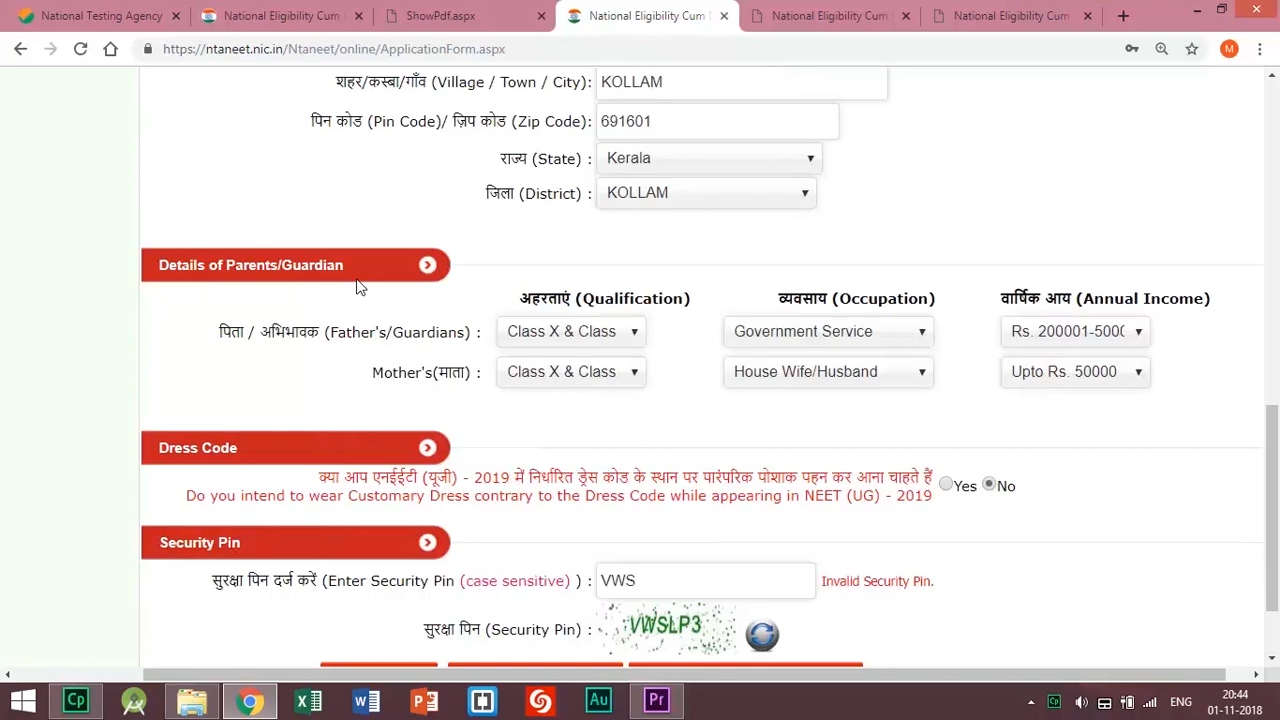 National Testing Agency
National Eligibility Cum
ShowPdf.aspx
National Eligibility Cum
National Eligibility Cum
National Eligibility Cum
https://ntaneet.nic.in/Ntaneet/online/ApplicationForm.aspx
M
शहर/कस्बा/गाँव (Village / Town / City): KOLLAM
पिन कोड (Pin Code)/ ज़िप कोड (Zip Code): 691601
राज्य (State) : Kerala
जिला (District) : KOLLAM
Details of Parents/Guardian
अहरताएं (Qualification) व्यवसाय (Occupation) वार्षिक आय (Annual Income)
पिता / अभिभावक (Father's/Guardians) : Class X & Class Government Service Rs. 200001-5000
Mother's(माता) : Class X & Class House Wife/Husband Upto Rs. 50000
Dress Code
क्या आप एनईईटी (यूजी) - 2019 में निर्धारित ड्रेस कोड के स्थान पर पारंपरिक पोशाक पहन कर आना चाहते हैं
Do you intend to wear Customary Dress contrary to the Dress Code while appearing in NEET (UG) - 2019 Yes No
Security Pin
सुरक्षा पिन दर्ज करें (Enter Security Pin (case sensitive) ) : VWS Invalid Security Pin.
सुरक्षा पिन (Security Pin) : VWSLP3
Cp Au Pr Cp ENG
20:44
01-11-2018